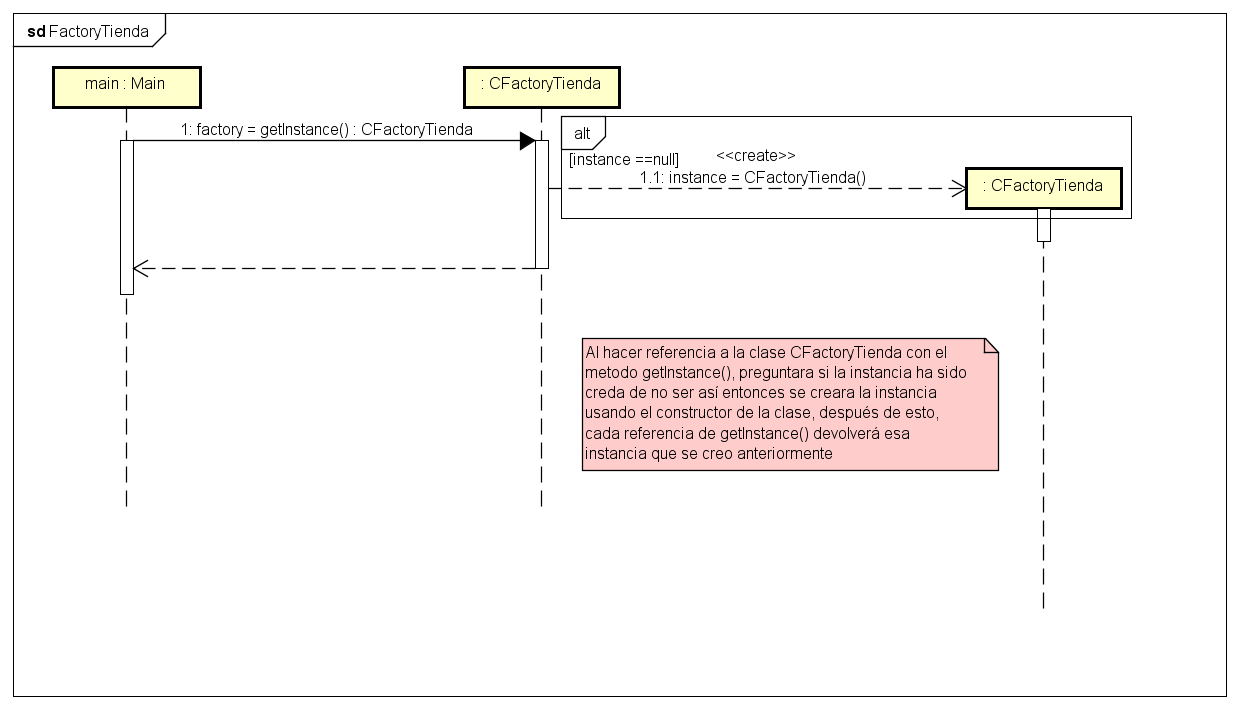 sd FactoryTienda
main : Main
: CFactoryTienda
1: factory = getInstance() : CFactoryTienda
alt
[instance ==null]
<<create>>
1.1: instance = CFactoryTienda()
: CFactoryTienda
Al hacer referencia a la clase CFactoryTienda con el
metodo getInstance(), preguntara si la instancia ha sido
creda de no ser así entonces se creara la instancia
usando el constructor de la clase, después de esto,
cada referencia de getInstance() devolverá esa
instancia que se creo anteriormente